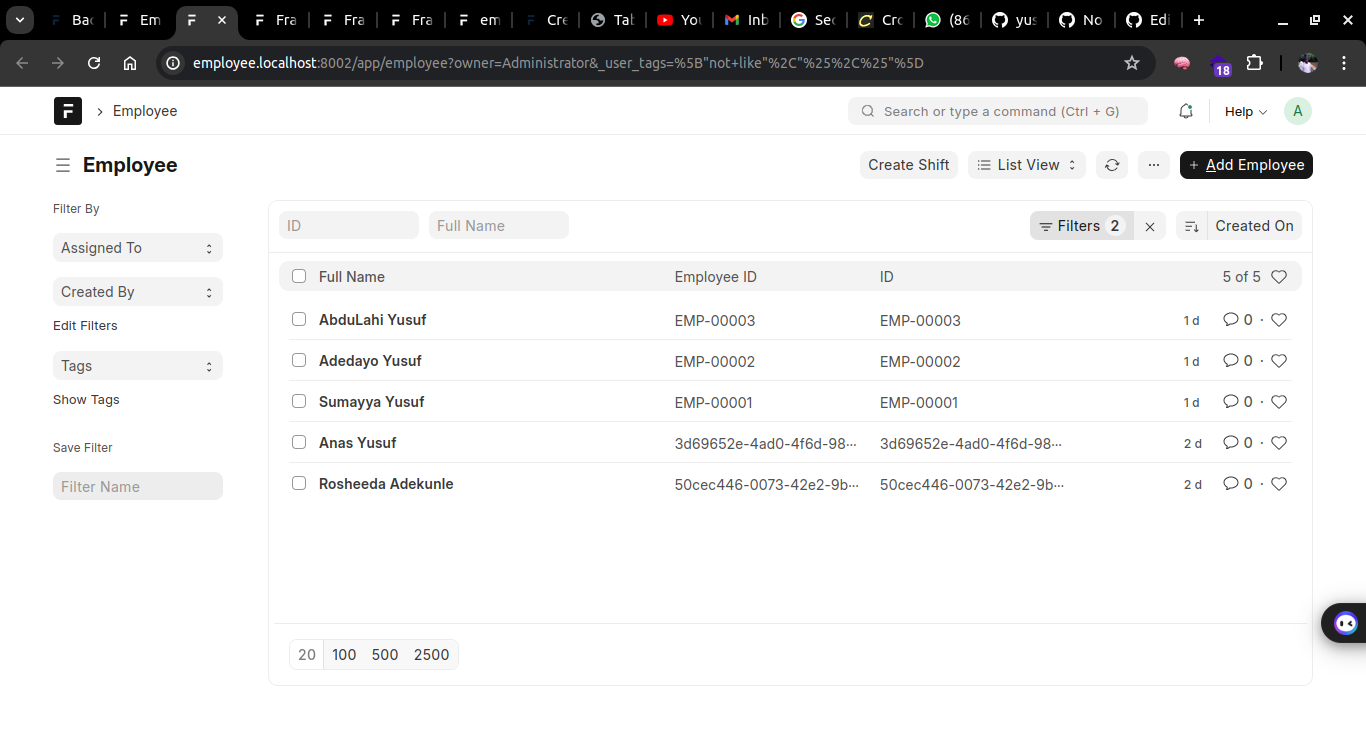 Bac
Em
Fra
Fra
Fra
em
Cre
Tab
You
Inb
Sec
Cro
(86
yus
No
Edi
employee.localhost:8002/app/employee?owner=Administrator&_user_tags=%5B"not+like"%2C"%25%2C%25"%5D
18
Employee
Search or type a command (Ctrl + G)
Help
A
Employee
Create Shift
List View
+ Add Employee
Filter By
Assigned To
Created By
Edit Filters
Tags
Show Tags
Save Filter
Filter Name
ID
Full Name
Filters 2
Created On
Full Name Employee ID ID 5 of 5
AbduLahi Yusuf EMP-00003 EMP-00003 1 d 0 ·
Adedayo Yusuf EMP-00002 EMP-00002 1 d 0 ·
Sumayya Yusuf EMP-00001 EMP-00001 1 d 0 ·
Anas Yusuf 3d69652e-4ad0-4f6d-98··· 3d69652e-4ad0-4f6d-98··· 2 d 0 ·
Rosheeda Adekunle 50cec446-0073-42e2-9b··· 50cec446-0073-42e2-9b··· 2 d 0 ·
20 100 500 2500